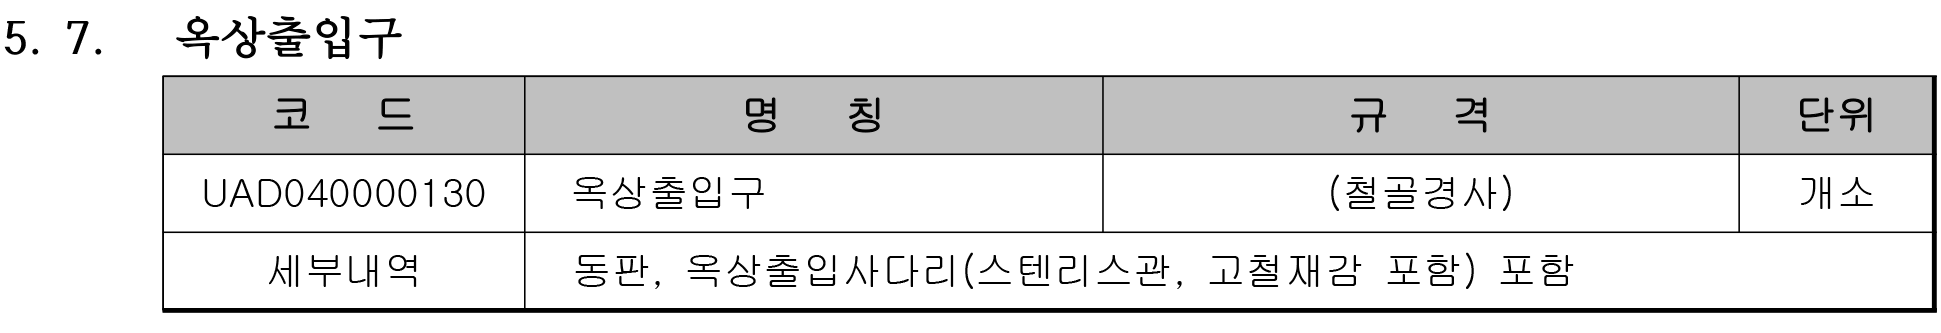 5. 7. 옥상출입구
코 드 명 칭 규 격 단위
UAD040000130 옥상출입구 (철골경사) 개소
세부내역 동판, 옥상출입사다리(스텐리스관, 고철재감 포함) 포함